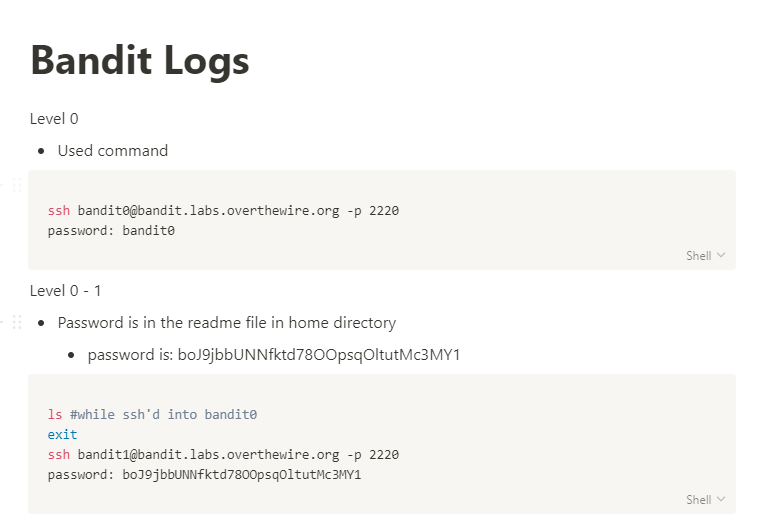 Bandit Logs
Level 0
• Used command
ssh bandit0@bandit.labs.overthewire.org -p 2220
password: bandit0
Shell
Level 0 - 1
• Password is in the readme file in home directory
• password is: boJ9jbbUNNfktd78OOpsqOltutMc3MY1
ls #while ssh'd into bandit0
exit
ssh bandit1@bandit.labs.overthewire.org -p 2220
password: boJ9jbbUNNfktd78OOpsqOltutMc3MY1
Shell